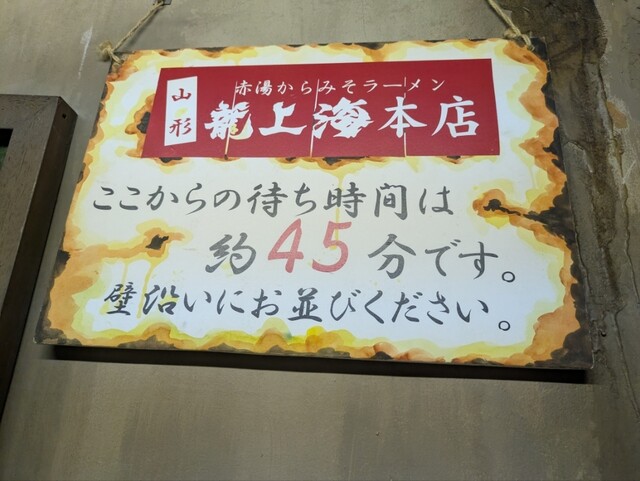 山形
赤湯からみそラーメン
龍上海本店
ここからの待ち時間は
約45分です。
壁沿いにお並びください。